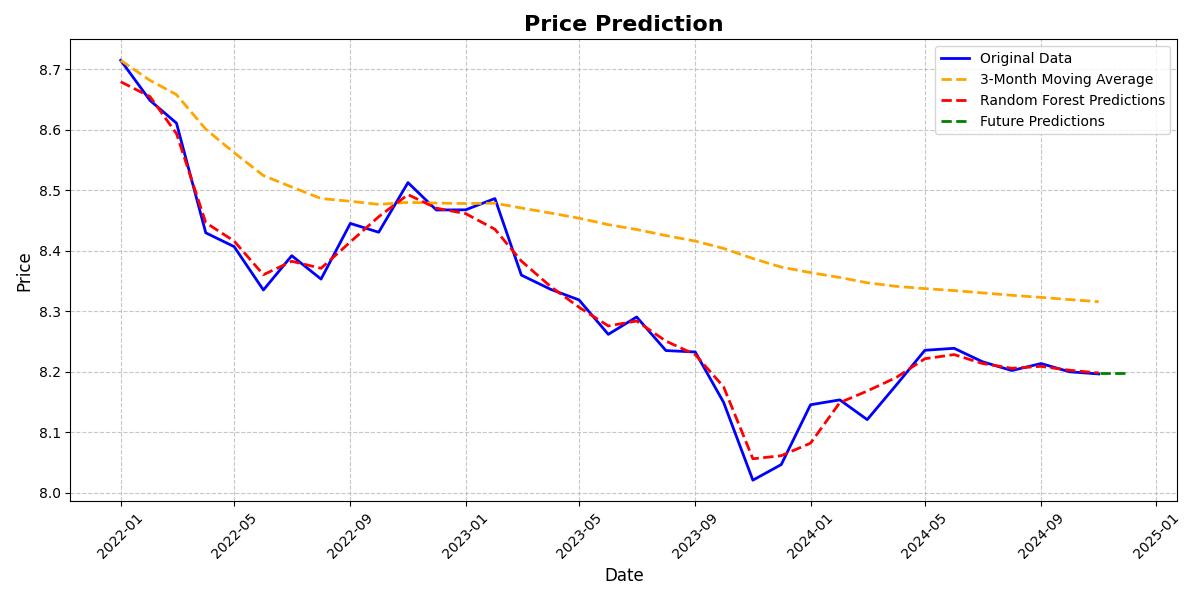 Price Prediction
Original Data
3-Month Moving Average
Random Forest Predictions
Future Predictions
Price
8.7
8.6
8.5
8.4
8.3
8.2
8.1
8.0
2022-01
2022-05
2022-09
2023-01
2023-05
2023-09
2024-01
2024-05
2024-09
2025-01
Date